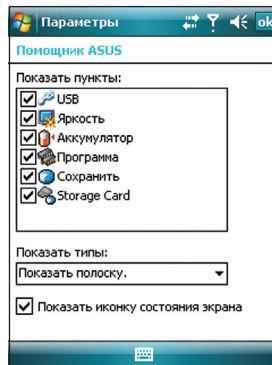 Параметры
ok
Помощник ASUS
Показать пункты:
USB
Яркость
Аккумулятор
Программа
Сохранить
Storage Card
Показать типы:
Показать полоску.
Показать иконку состояния экрана